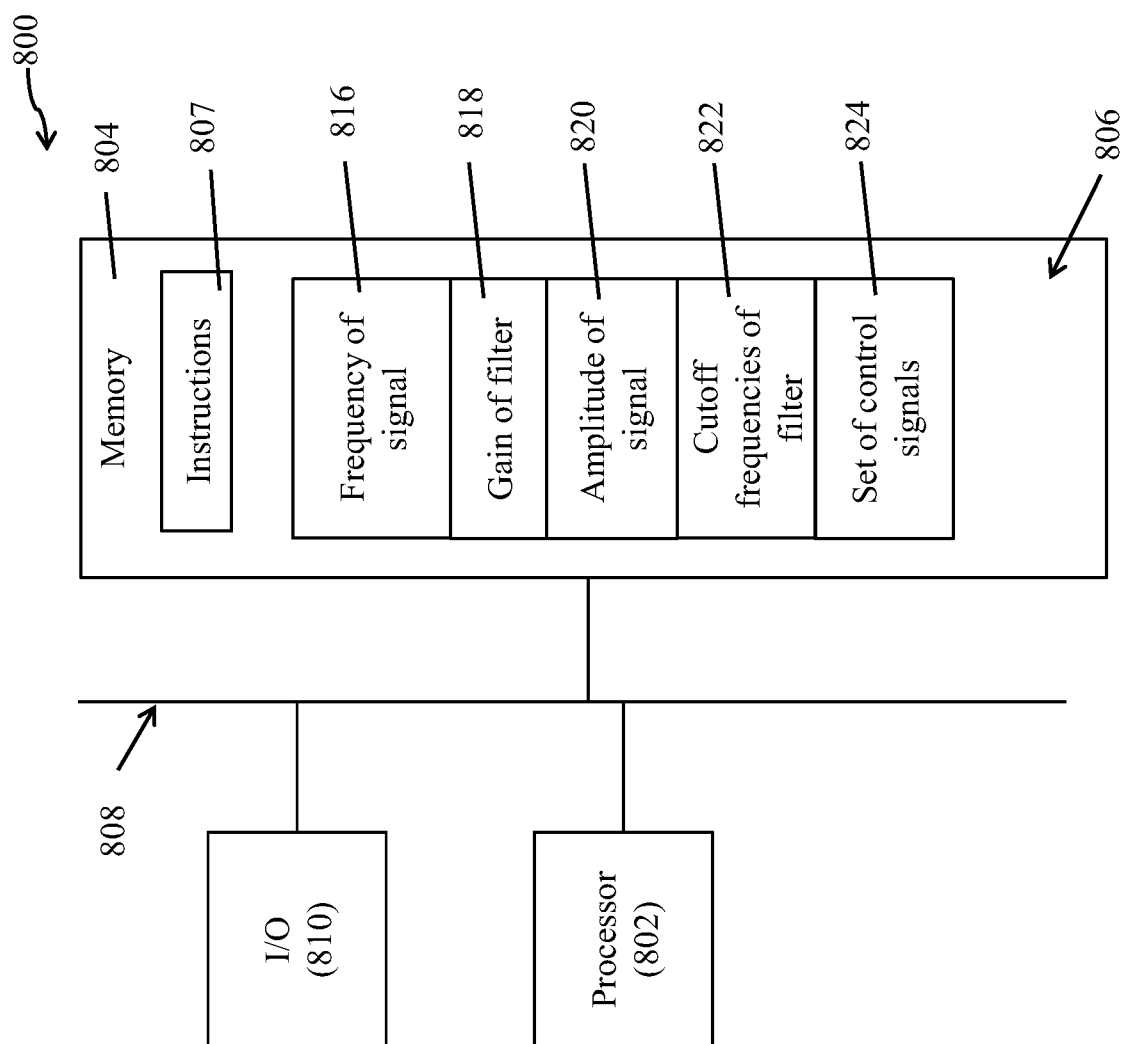 800
804
Memory
807
Instructions
816
Frequency of
signal
818
Gain of filter
820
Amplitude of
signal
822
Cutoff
frequencies of
filter
824
Set of control
signals
806
808
I/O
(810)
Processor
(802)